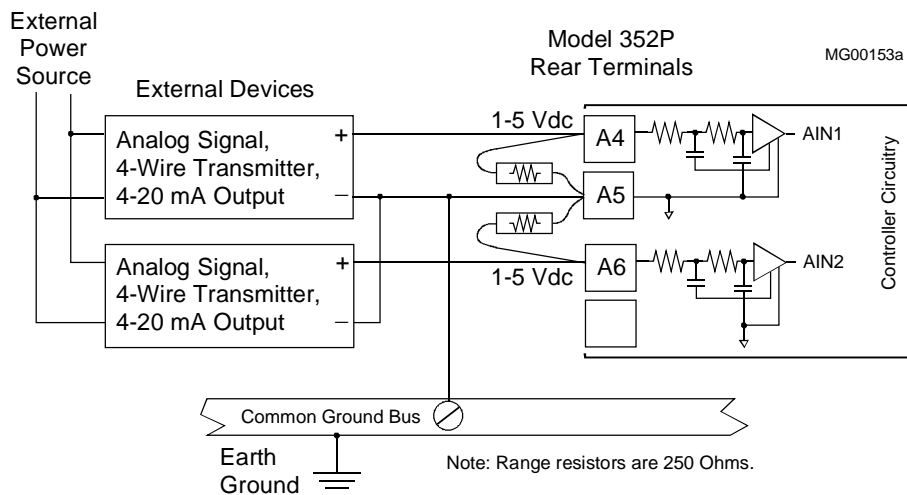 External
Power
Source
Model 352P
Rear Terminals
MG00153a
External Devices
Analog Signal,
4-Wire Transmitter,
4-20 mA Output
+
–
1-5 Vdc
A4
A5
AIN1
Controller Circuitry
Analog Signal,
4-Wire Transmitter,
4-20 mA Output
+
–
1-5 Vdc
A6
AIN2
Common Ground Bus
Earth
Ground
Note: Range resistors are 250 Ohms.